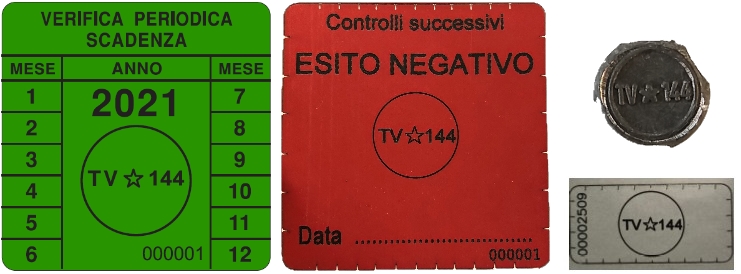 VERIFICA PERIODICA
SCADENZA
MESE ANNO MESE
1 2021 7
2 8
3 9
TV☆144
4 10
5 11
6 000001 12
Controlli successivi
ESITO NEGATIVO
TV☆144
Data ........................
000001
TV☆144
00002509
TV☆144